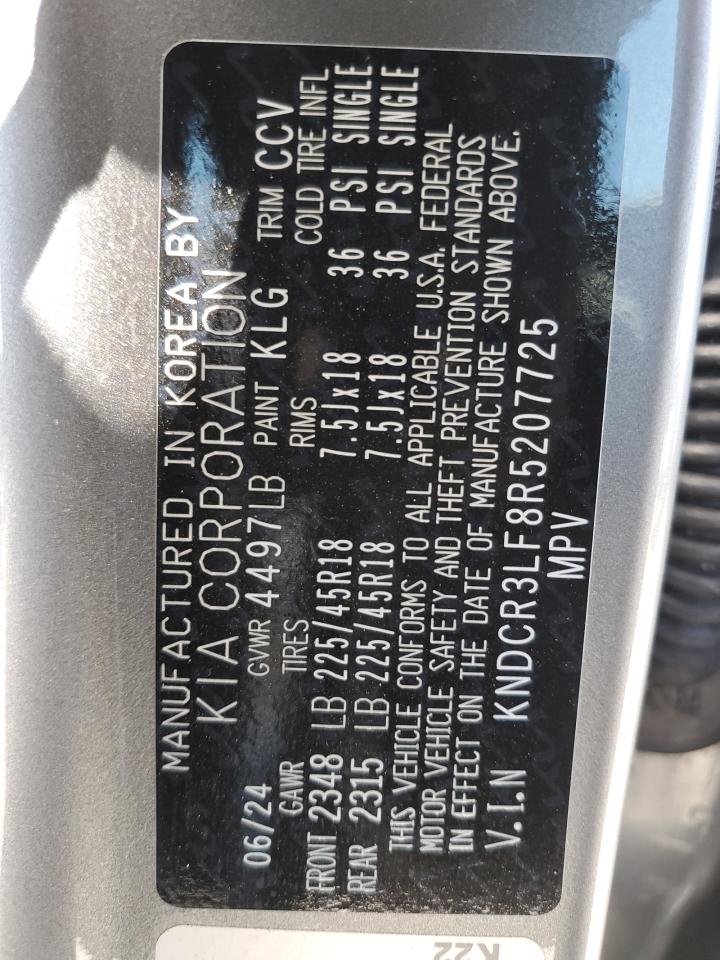 MANUFACTURED IN KOREA BY
KIA CORPORATION
06/24 GVWR 4497LB PAINT KLG TRIM CCV
GAWR TIRES RIMS COLD TIRE INFL
FRONT 2348 LB 225/45R18 7.5Jx18 36 PSI SINGLE
REAR 2315 LB 225/45R18 7.5Jx18 36 PSI SINGLE
THIS VEHICLE CONFORMS TO ALL APPLICABLE U.S.A. FEDERAL
MOTOR VEHICLE SAFETY AND THEFT PREVENTION STANDARDS
IN EFFECT ON THE DATE OF MANUFACTURE SHOWN ABOVE.
V.I.N KNDCR3LF8R5207725
MPV
K22